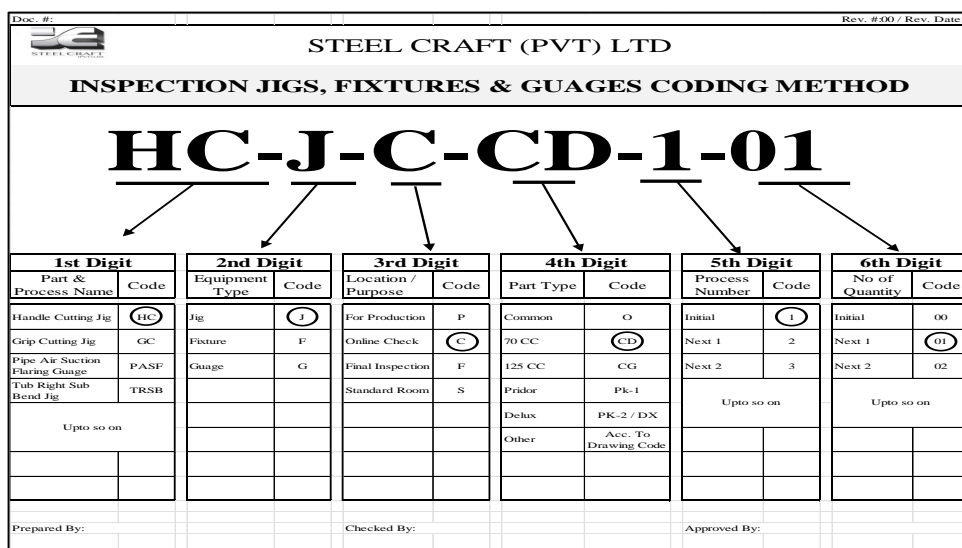 Doc. #:
Rev. #:00 / Rev. Date:
STEEL CRAFT
STEEL CRAFT (PVT) LTD
INSPECTION JIGS, FIXTURES & GUAGES CODING METHOD
HC-J-C-CD-1-01
1st Digit 2nd Digit 3rd Digit 4th Digit 5th Digit 6th Digit
Part & Process Name Code Equipment Type Code Location / Purpose Code Part Type Code Process Number Code No of Quantity Code
Handle Cutting Jig HC Jig J For Production P Common O Initial 1 Initial 00
Grip Cutting Jig GC Fixture F Online Check C 70 CC CD Next 1 2 Next 1 01
Pipe Air Suction Flaring Guage PASF Guage G Final Inspection F 125 CC CG Next 2 3 Next 2 02
Tub Right Sub Bend Jig TRSB Standard Room S Pridor Pk-1
Upto so on Upto so on Upto so on
Delux PK-2 / DX
Other Acc. To Drawing Code
Prepared By: Checked By: Approved By: